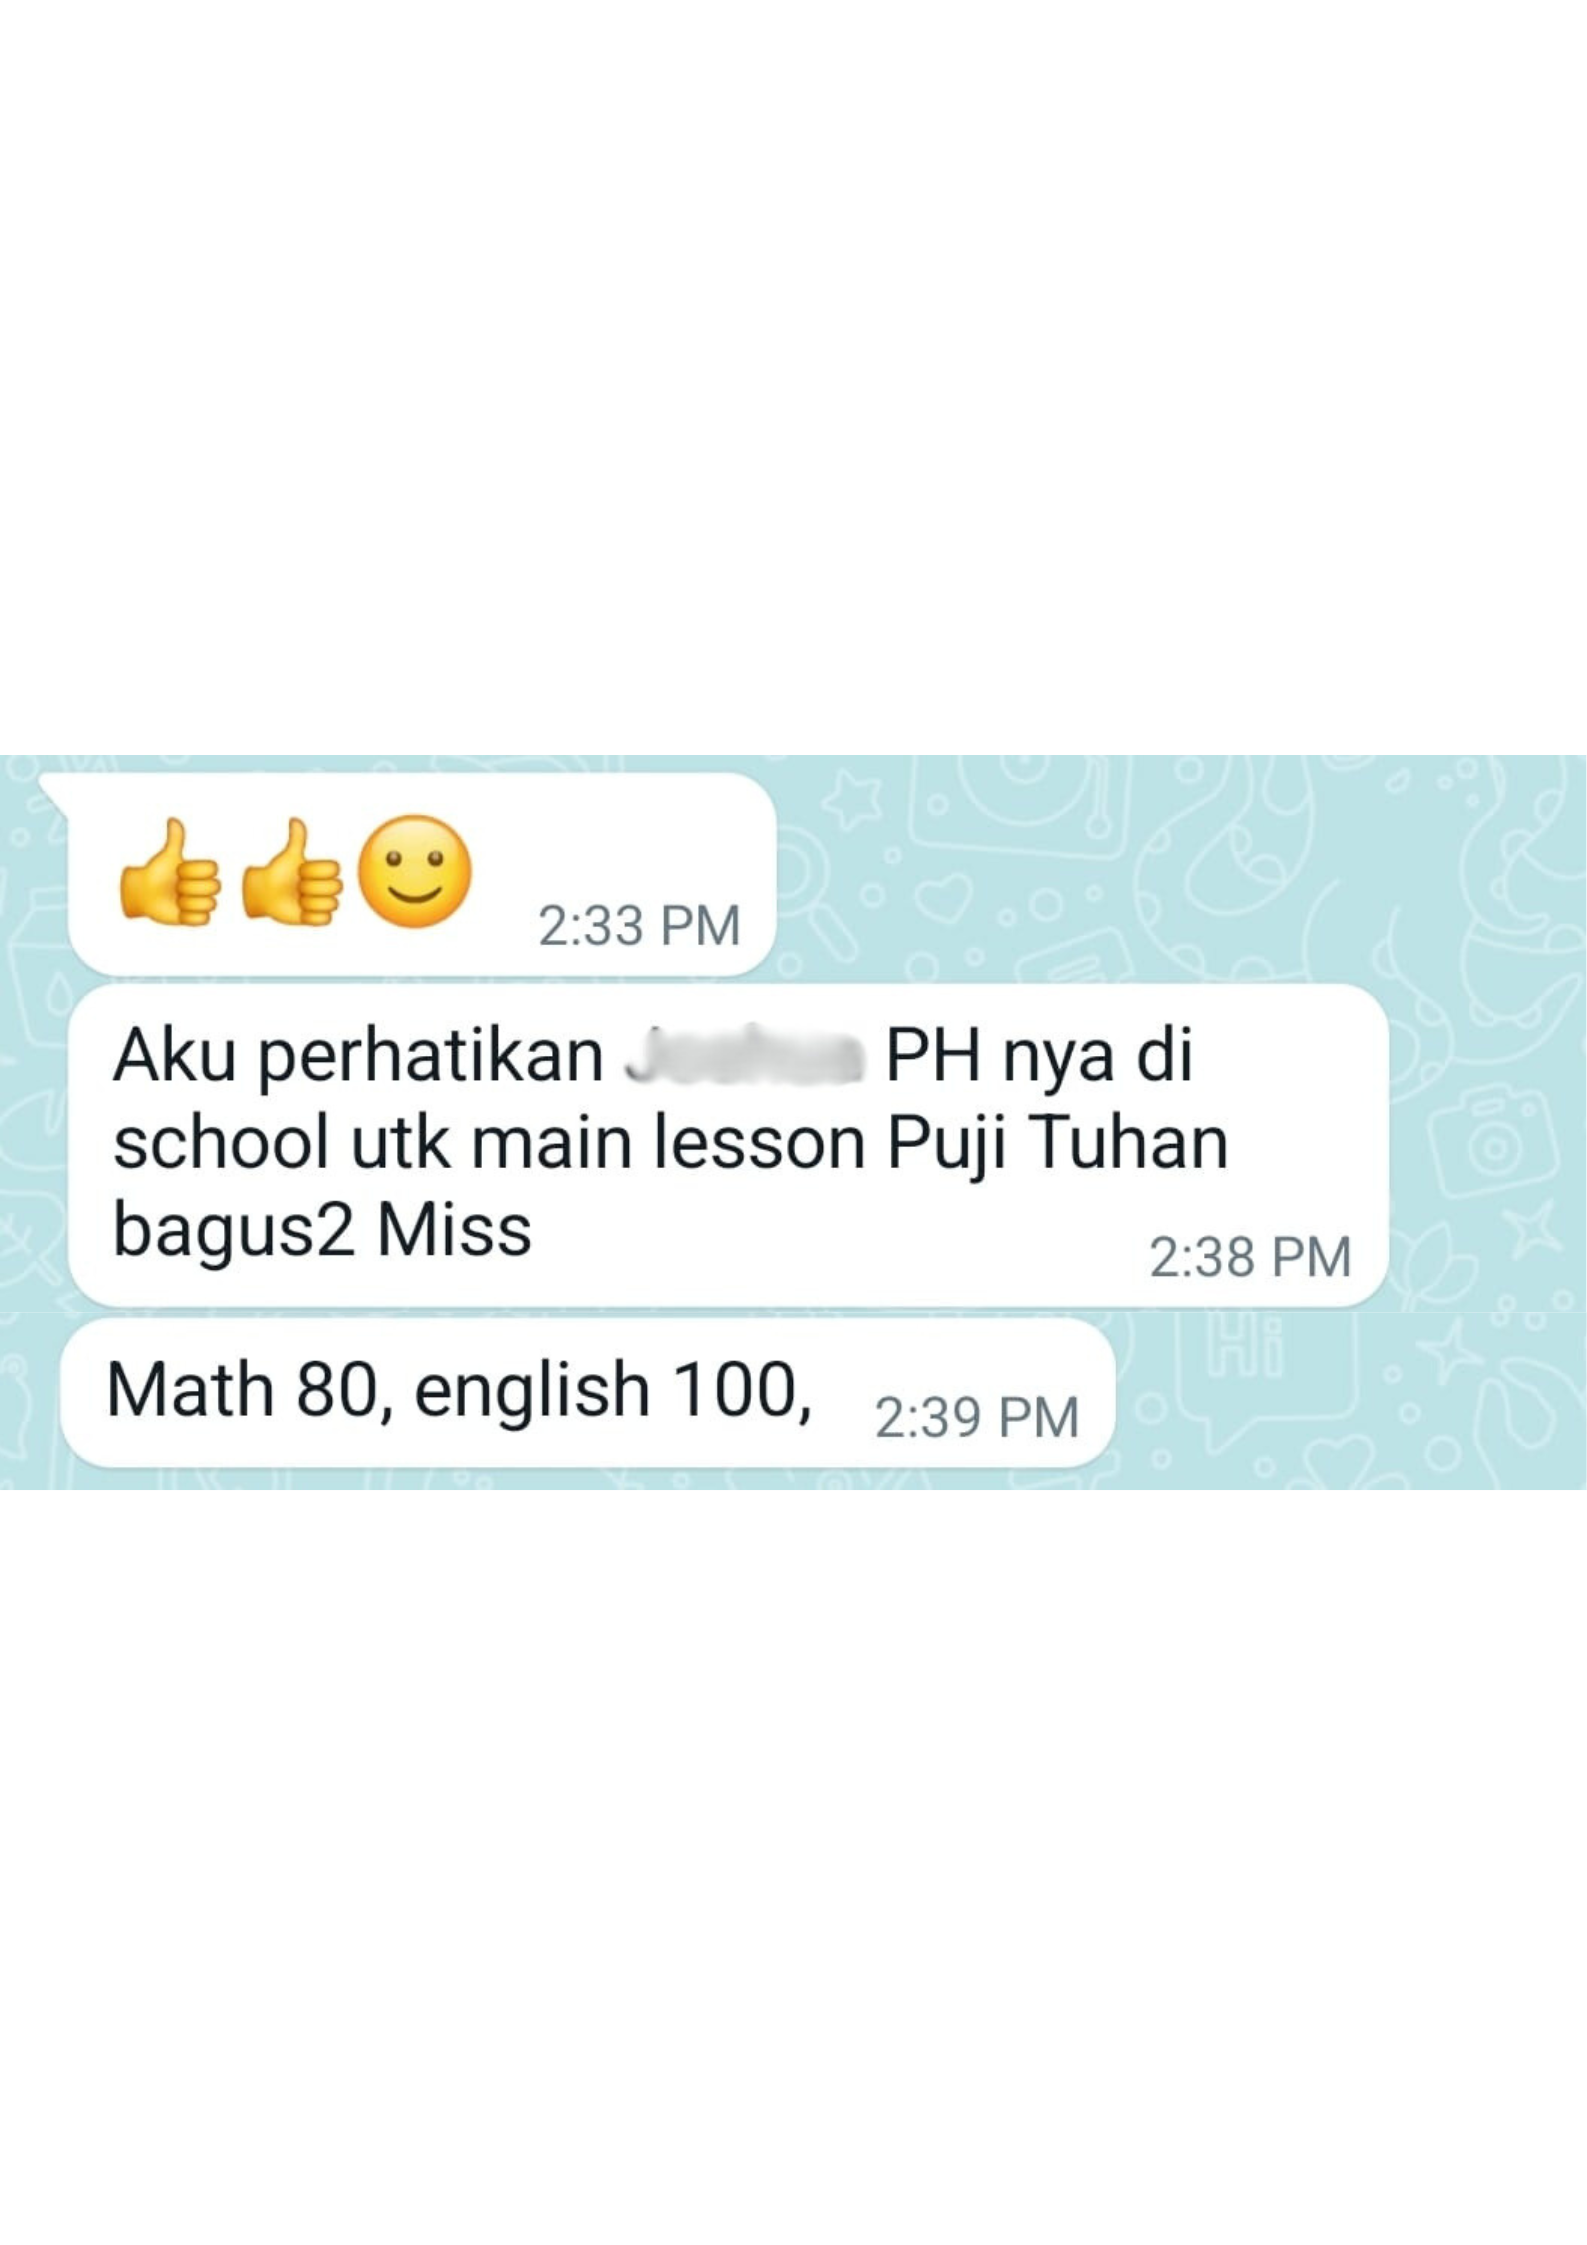 👍👍🙂 2:33 PM
Aku perhatikan PH nya di
school utk main lesson Puji Tuhan
bagus2 Miss 2:38 PM
Math 80, english 100, 2:39 PM